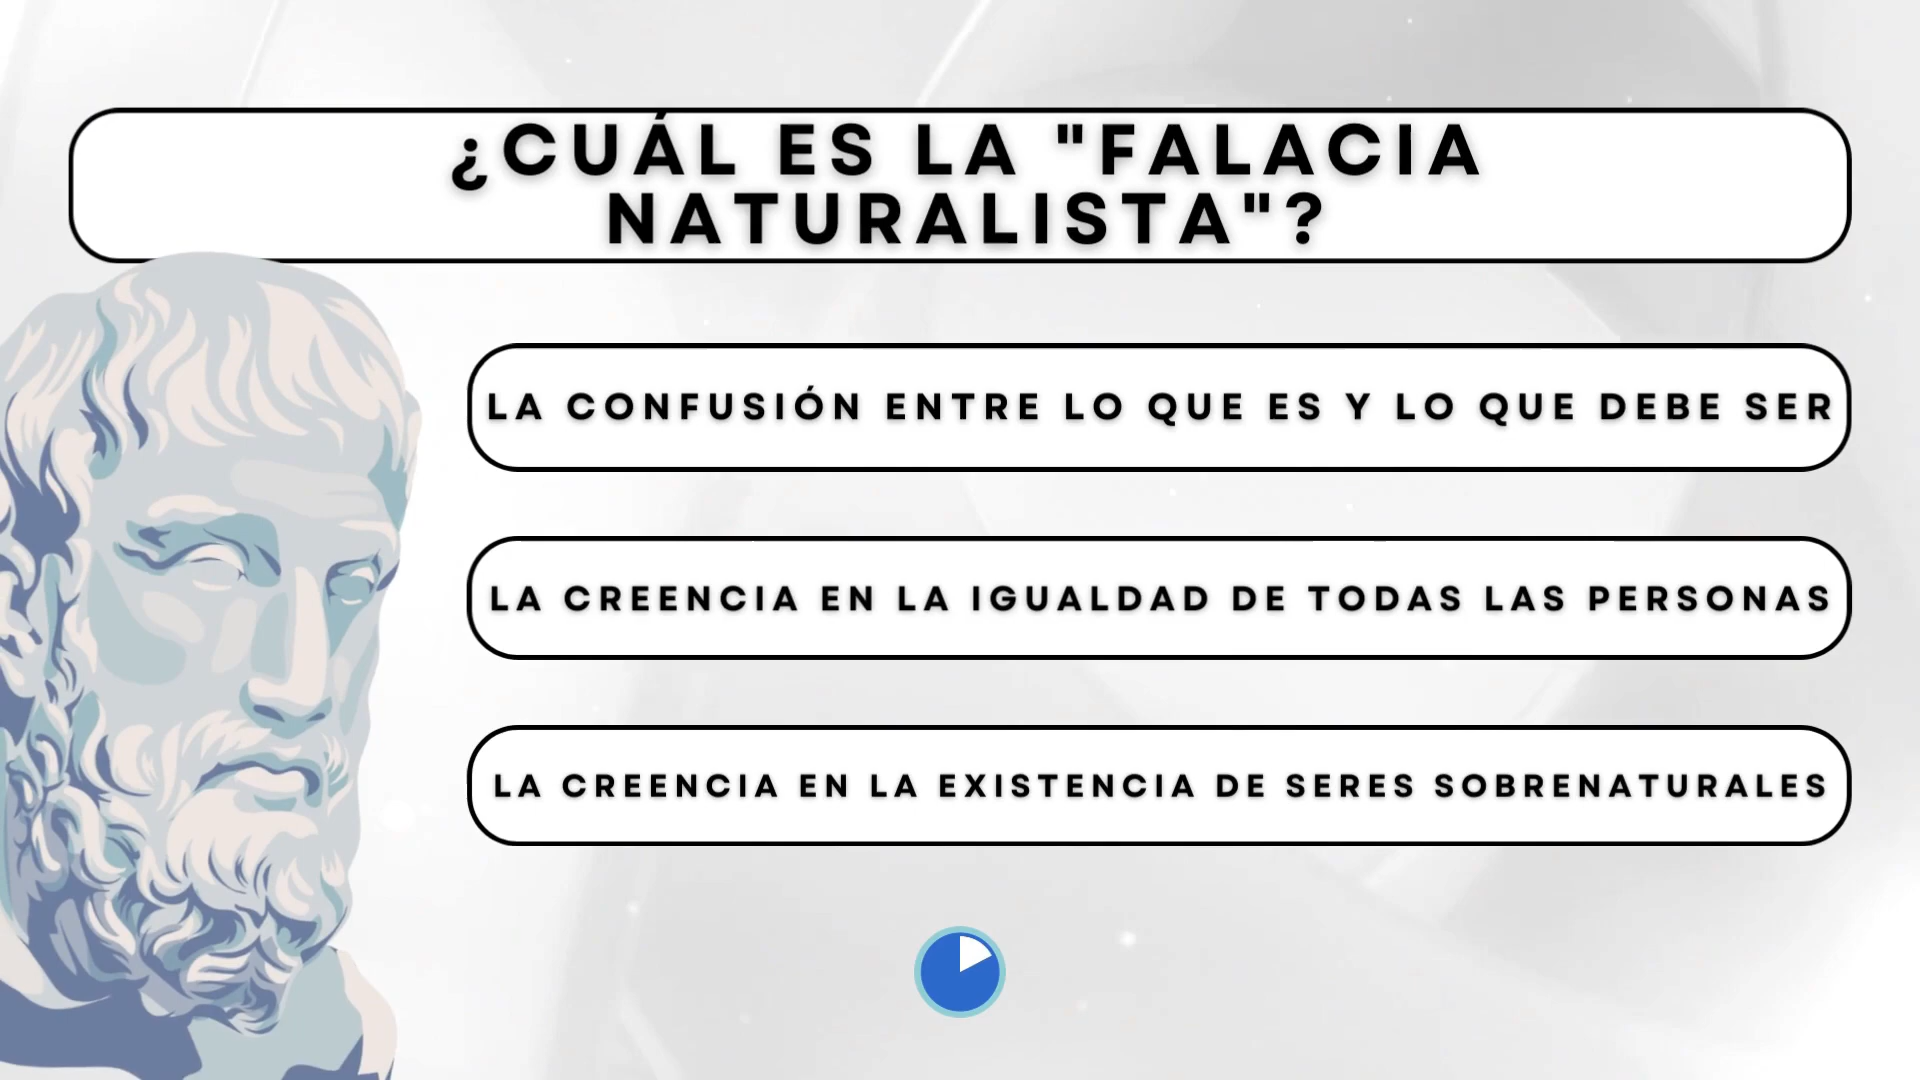 ¿CUÁL ES LA "FALACIA
NATURALISTA"?
LA CONFUSIÓN ENTRE LO QUE ES Y LO QUE DEBE SER
LA CREENCIA EN LA IGUALDAD DE TODAS LAS PERSONAS
LA CREENCIA EN LA EXISTENCIA DE SERES SOBRENATURALES